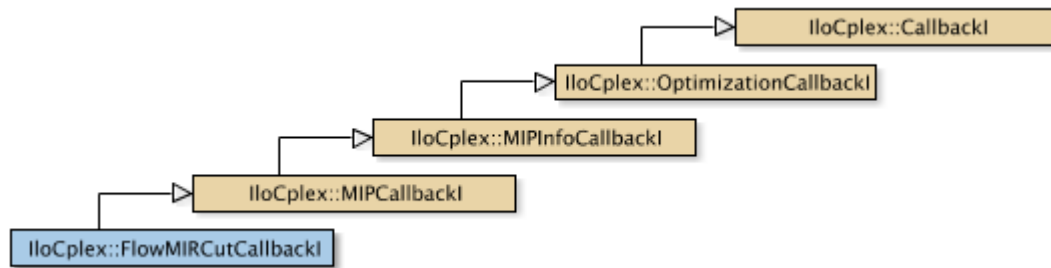 IloCplex::CallbackI
IloCplex::OptimizationCallbackI
IloCplex::MIPInfoCallbackI
IloCplex::MIPCallbackI
IloCplex::FlowMIRCutCallbackI